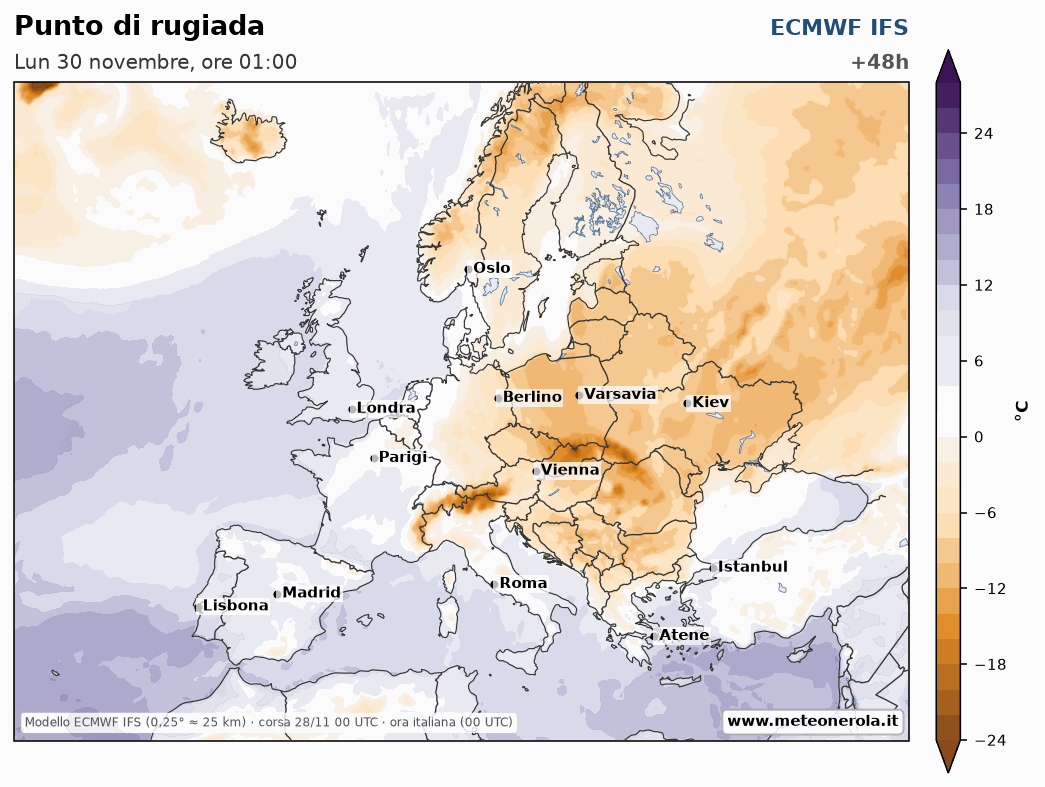 Punto di rugiada
ECMWF IFS
Lun 30 novembre, ore 01:00
+48h
Oslo
Berlino
Varsavia
Kiev
Londra
Parigi
Vienna
Istanbul
Roma
Madrid
Lisbona
Atene
Modello ECMWF IFS (0,25° ≈ 25 km) · corsa 28/11 00 UTC · ora italiana (00 UTC)
www.meteonerola.it
24
18
12
6
0
−6
−12
−18
−24
°C